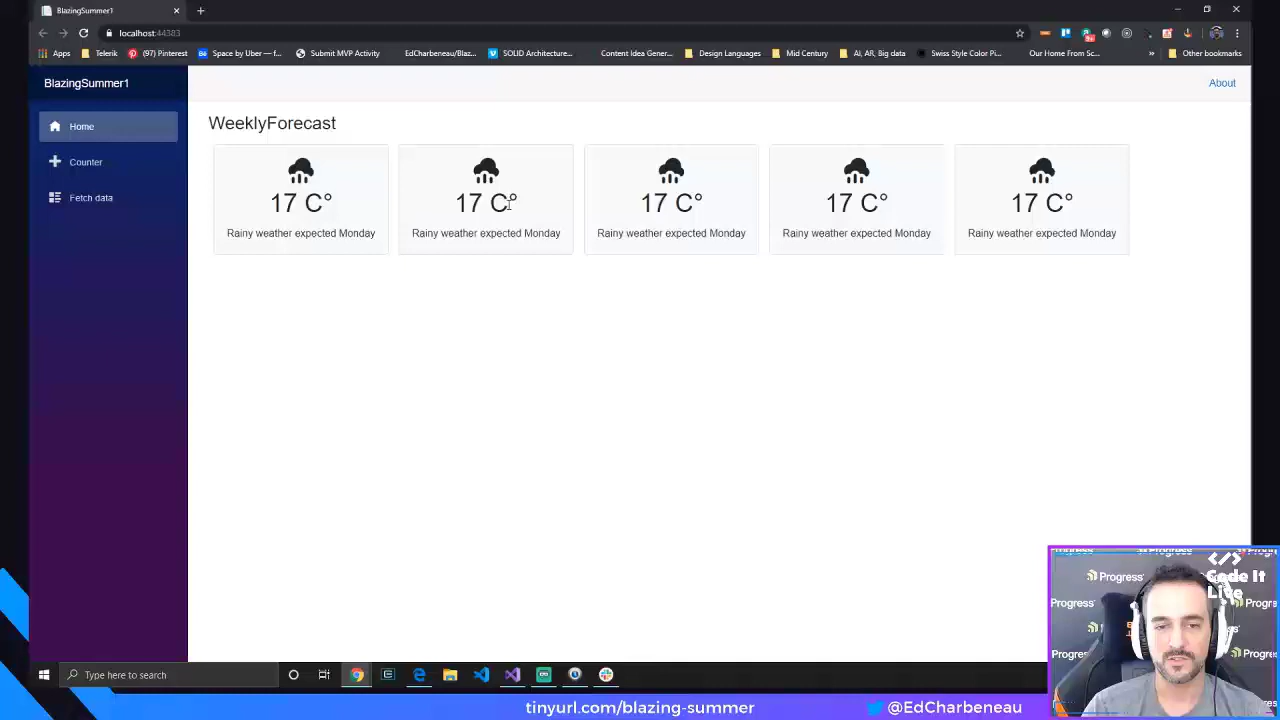 BlazingSummer1
localhost:44383
Apps Telerik (97) Pinterest Space by Uber — f... Submit MVP Activity EdCharbeneau/Blaz... SOLID Architecture... Content Idea Gener... Design Languages Mid Century AI, AR, Big data Swiss Style Color Pi... Our Home From Sc... » Other bookmarks
BlazingSummer1
About
Home
Counter
Fetch data
WeeklyForecast
17 C° 17 C° 17 C° 17 C° 17 C°
Rainy weather expected Monday Rainy weather expected Monday Rainy weather expected Monday Rainy weather expected Monday Rainy weather expected Monday
Progress
Code It
Live
Progress
Progress
Progress
Type here to search
tinyurl.com/blazing-summer @EdCharbeneau